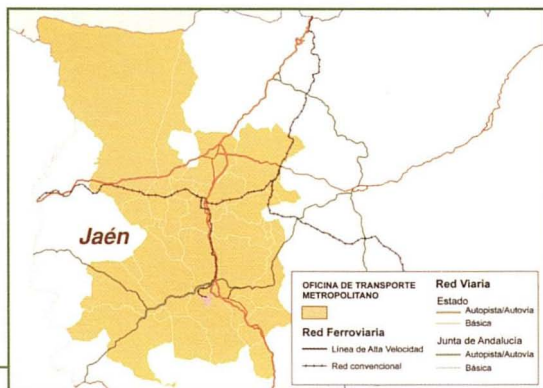 Jaén
OFICINA DE TRANSPORTE
METROPOLITANO
Red Ferroviaria
Línea de Alta Velocidad
Red convencional
Red Viaria
Estado
Autopista/Autovía
Básica
Junta de Andalucía
Autopista/Autovía
Básica